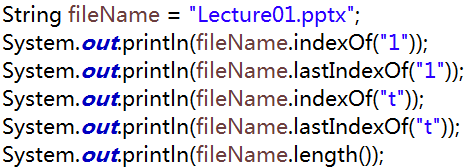 String fileName = "Lecture01.pptx";
System.out.println(fileName.indexOf("1"));
System.out.println(fileName.lastIndexOf("1"));
System.out.println(fileName.indexOf("t"));
System.out.println(fileName.lastIndexOf("t"));
System.out.println(fileName.length());